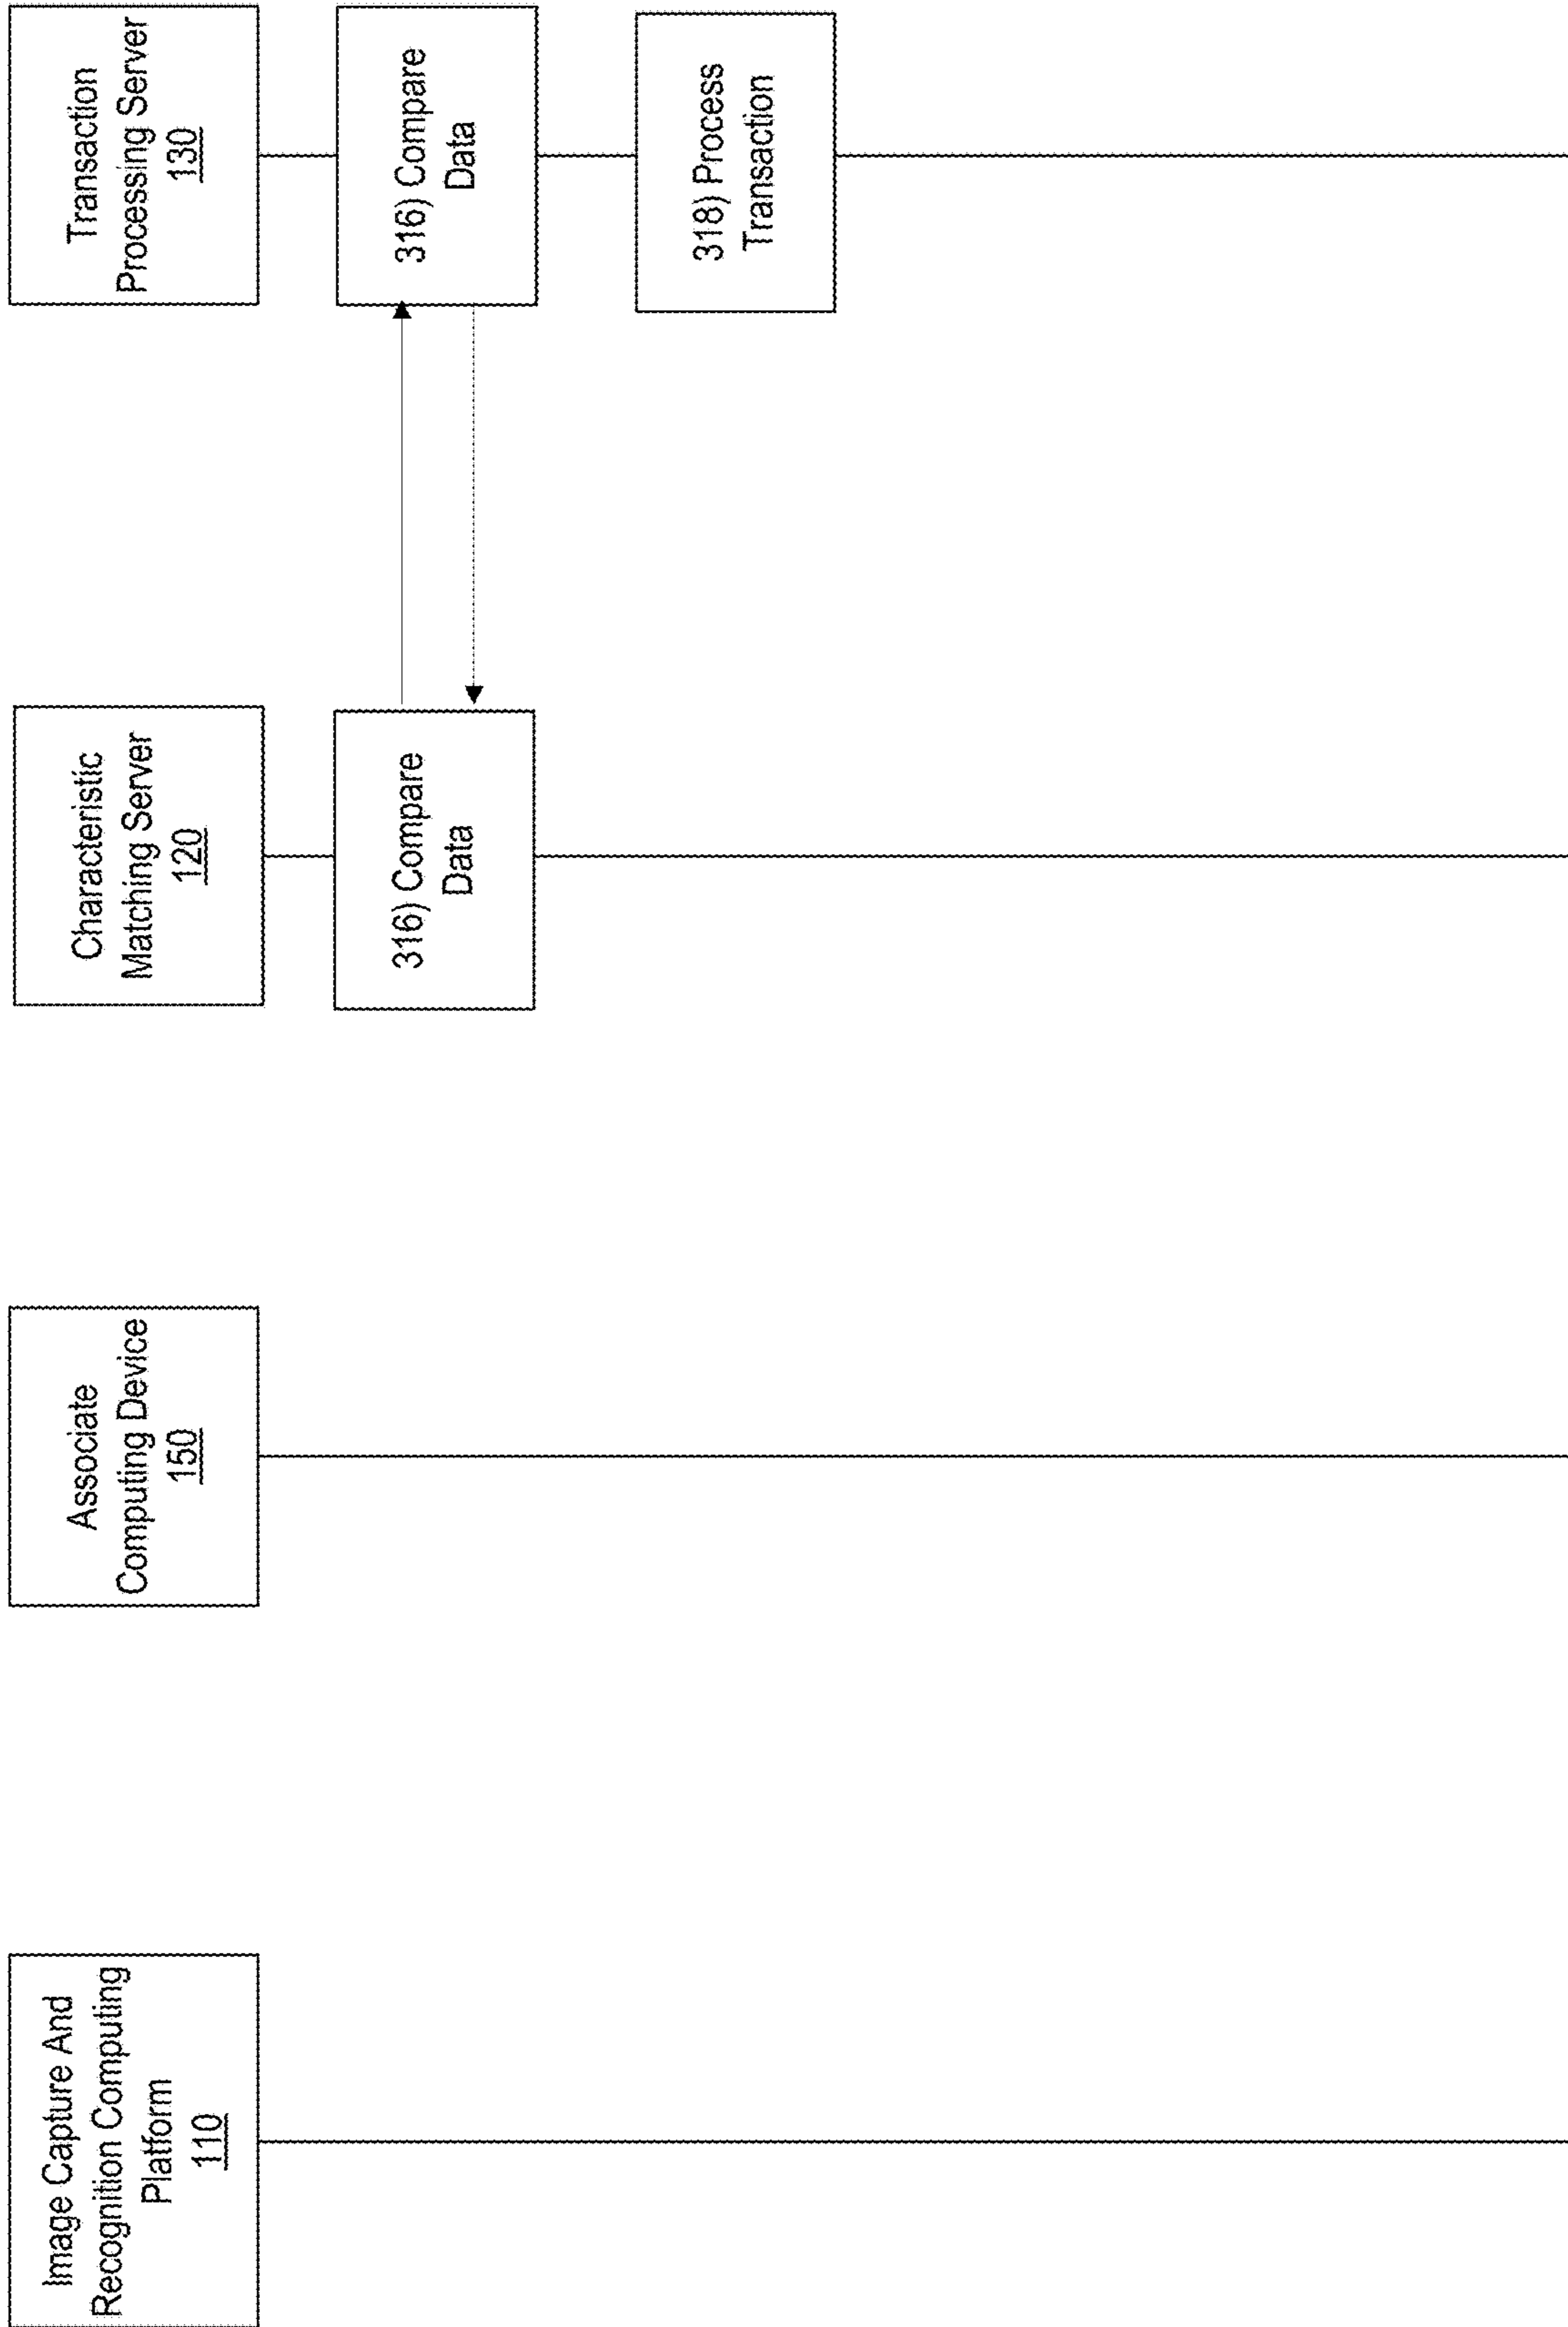 Image Capture And
Recognition Computing
Platform
110
Associate
Computing Device
150
Characteristic
Matching Server
120
Transaction
Processing Server
130
316) Compare
Data
316) Compare
Data
318) Process
Transaction